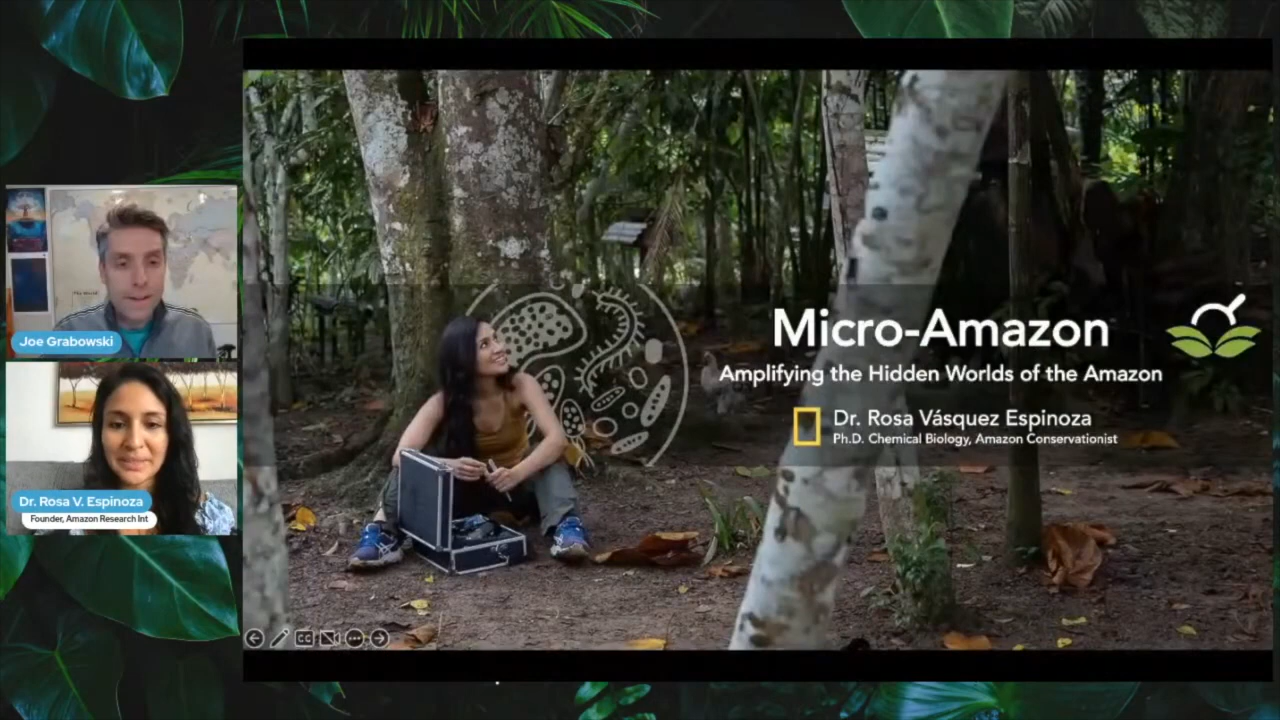 Joe Grabowski
Dr. Rosa V. Espinoza
Founder, Amazon Research Int
Micro-Amazon
Amplifying the Hidden Worlds of the Amazon
Dr. Rosa Vásquez Espinoza
Ph.D. Chemical Biology, Amazon Conservationist
CC